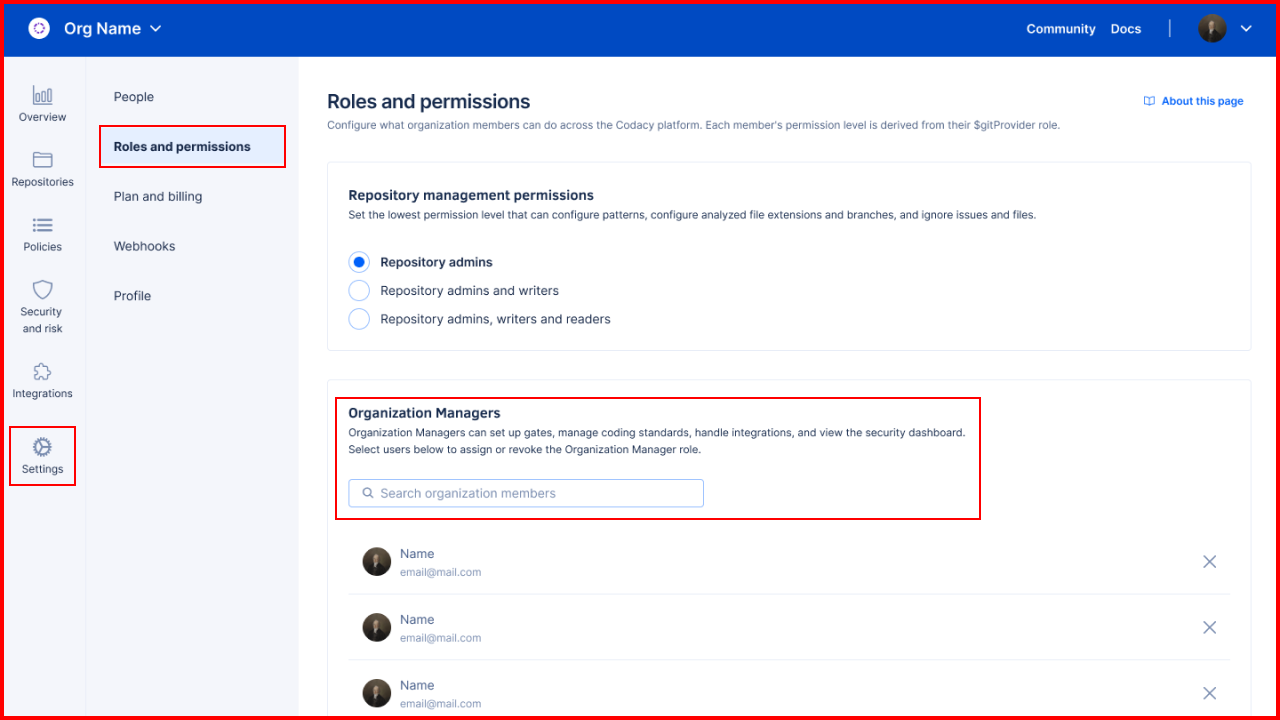 Org Name
Community
Docs
Overview
Repositories
Policies
Security
and risk
Integrations
Settings
People
Roles and permissions
Plan and billing
Webhooks
Profile
Roles and permissions
About this page
Configure what organization members can do across the Codacy platform. Each member's permission level is derived from their $gitProvider role.
Repository management permissions
Set the lowest permission level that can configure patterns, configure analyzed file extensions and branches, and ignore issues and files.
Repository admins
Repository admins and writers
Repository admins, writers and readers
Organization Managers
Organization Managers can set up gates, manage coding standards, handle integrations, and view the security dashboard.
Select users below to assign or revoke the Organization Manager role.
Search organization members
Name
email@mail.com
Name
email@mail.com
Name
email@mail.com